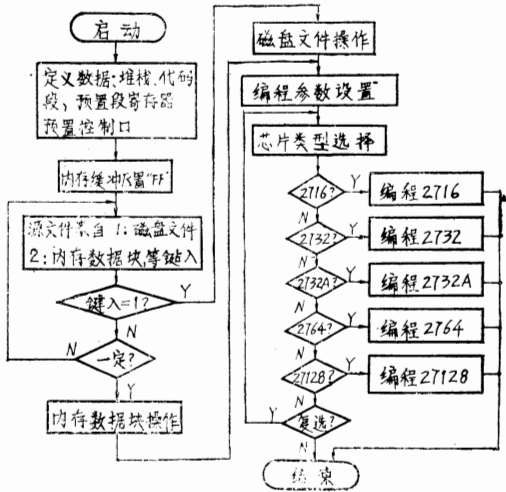 启动
定义数据、堆栈、代码
段，预置段寄存器
预置控制口
内存缓冲区置"FF"
源文件来自 1：磁盘文件
2：内存数据块，等键入
键入=1？
Y
N
一定？
N
Y
内存数据块操作
磁盘文件操作
编程参数设置
芯片类型选择
2716？
Y
编程2716
N
2732？
Y
编程2732
N
2732A？
Y
编程2732A
N
2764？
Y
编程2764
N
27128？
Y
编程27128
N
复选？
Y
N
结束